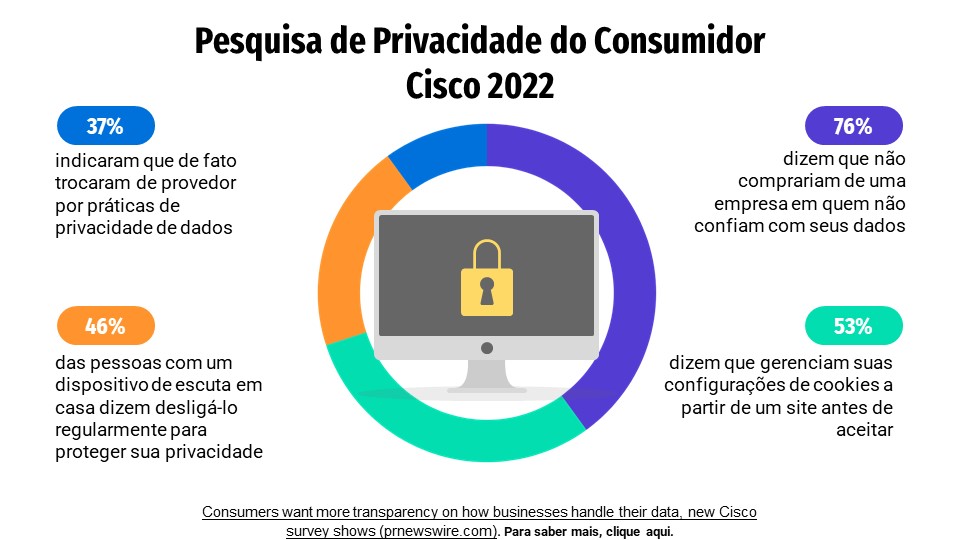 Pesquisa de Privacidade do Consumidor
Cisco 2022
37%
indicaram que de fato
trocaram de provedor
por práticas de
privacidade de dados
76%
dizem que não
comprariam de uma
empresa em quem não
confiam com seus dados
46%
das pessoas com um
dispositivo de escuta em
casa dizem desligá-lo
regularmente para
proteger sua privacidade
53%
dizem que gerenciam suas
configurações de cookies a
partir de um site antes de
aceitar
Consumers want more transparency on how businesses handle their data, new Cisco
survey shows (prnewswire.com). Para saber mais, clique aqui.